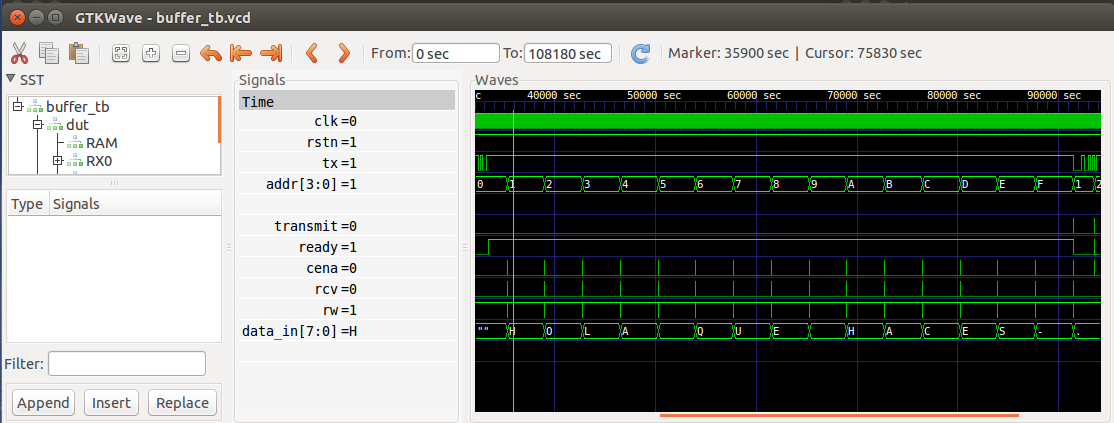 GTKWave - buffer_tb.vcd
From: 0 sec To: 108180 sec Marker: 35900 sec | Cursor: 75830 sec
SST
buffer_tb
dut
RAM
RX0
Type Signals
Filter:
Append Insert Replace
Signals
Time
clk=0
rstn=1
tx=1
addr[3:0]=1
transmit=0
ready=1
cena=0
rcv=0
rw=1
data_in[7:0]=H
Waves
c 40000 sec 50000 sec 60000 sec 70000 sec 80000 sec 90000 sec
0 1 2 3 4 5 6 7 8 9 A B C D E F 1 2
"" H O L A Q U E H A C E S - .